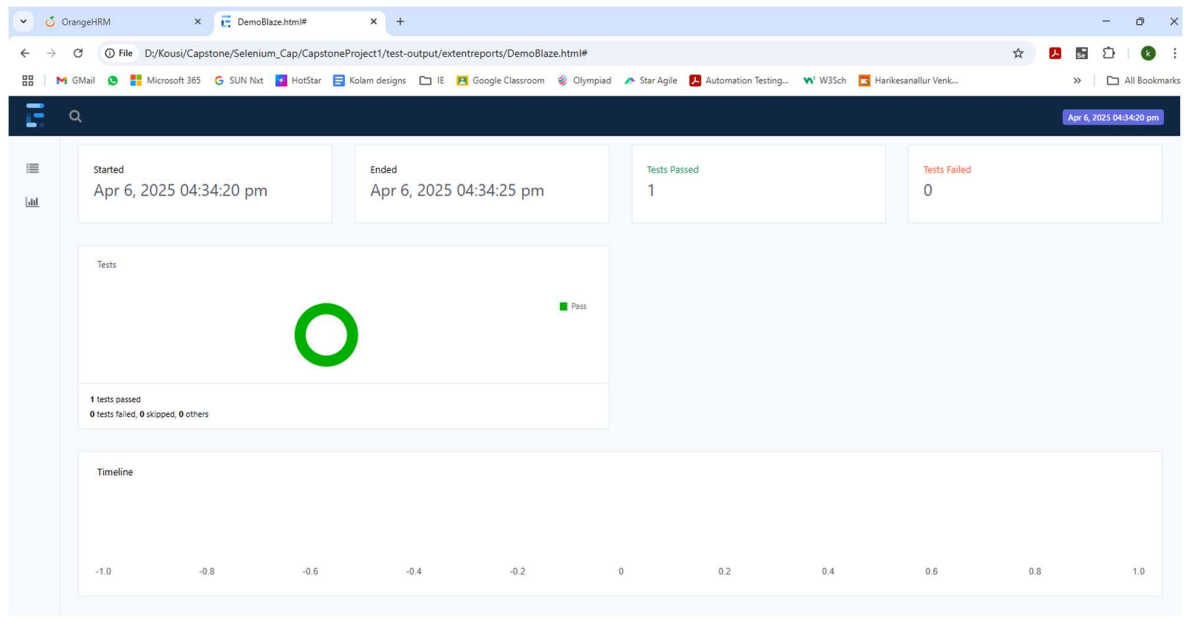 OrangeHRM
DemoBlaze.html#
File D:/Kousi/Capstone/Selenium_Cap/CapstoneProject1/test-output/extentreports/DemoBlaze.html#
k
GMail Microsoft 365 SUN Nxt HotStar Kolam designs IE Google Classroom Olympiad Star Agile Automation Testing... W3Sch Harikesanallur Venk... » All Bookmarks
Apr 6, 2025 04:34:20 pm
Started
Apr 6, 2025 04:34:20 pm
Ended
Apr 6, 2025 04:34:25 pm
Tests Passed
1
Tests Failed
0
Tests
Pass
1 tests passed
0 tests failed, 0 skipped, 0 others
Timeline
-1.0 -0.8 -0.6 -0.4 -0.2 0 0.2 0.4 0.6 0.8 1.0